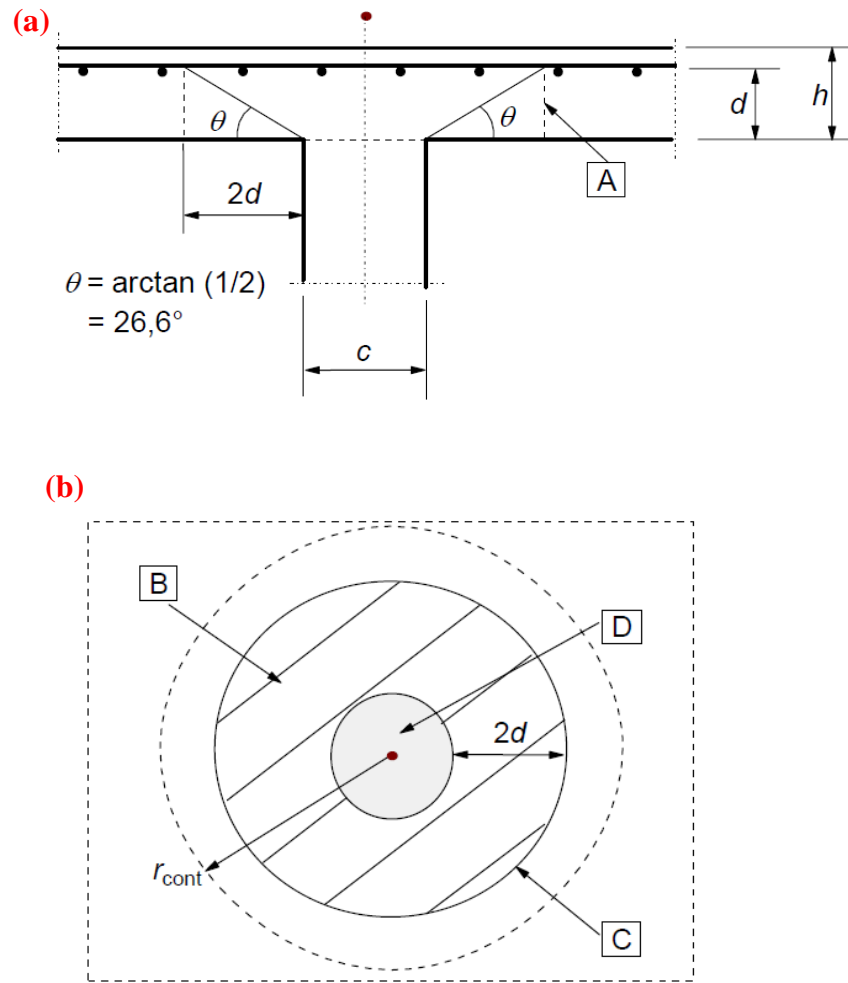 (a)
θ
θ
d
h
A
2d
θ = arctan (1/2)
= 26,6°
c
(b)
B
D
2d
r_cont
C